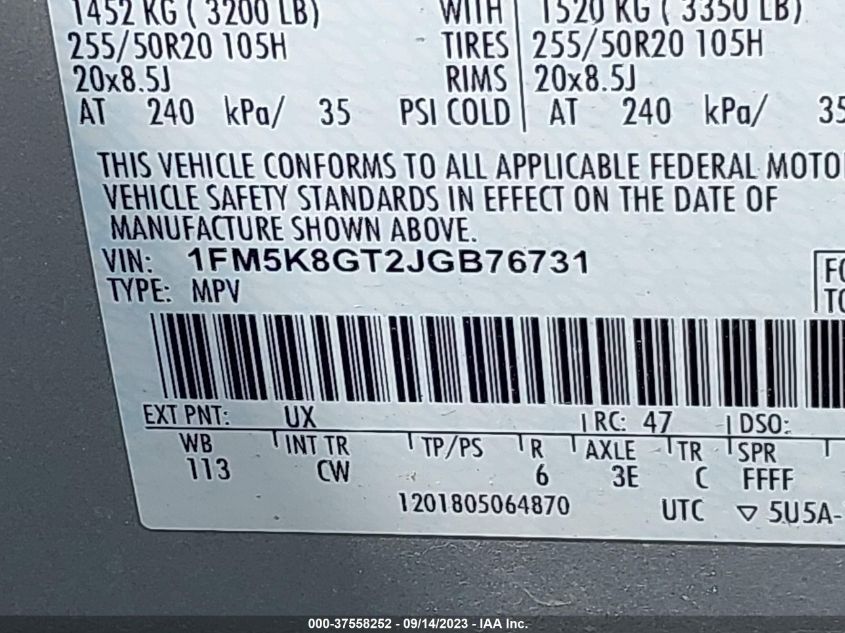 1452 KG ( 3200 LB) WITH 1520 KG ( 3350 LB)
255/50R20 105H TIRES 255/50R20 105H
20x8.5J RIMS 20x8.5J
AT 240 kPa/ 35 PSI COLD AT 240 kPa/ 35
THIS VEHICLE CONFORMS TO ALL APPLICABLE FEDERAL MOTO
VEHICLE SAFETY STANDARDS IN EFFECT ON THE DATE OF
MANUFACTURE SHOWN ABOVE.
VIN: 1FM5K8GT2JGB76731
TYPE: MPV
EXT PNT: UX RC: 47 DSO:
WB INT TR TP/PS R AXLE TR SPR
113 CW 6 3E C FFFF
1201805064870 UTC ▽ 5U5A-
000-37558252 - 09/14/2023 - IAA Inc.